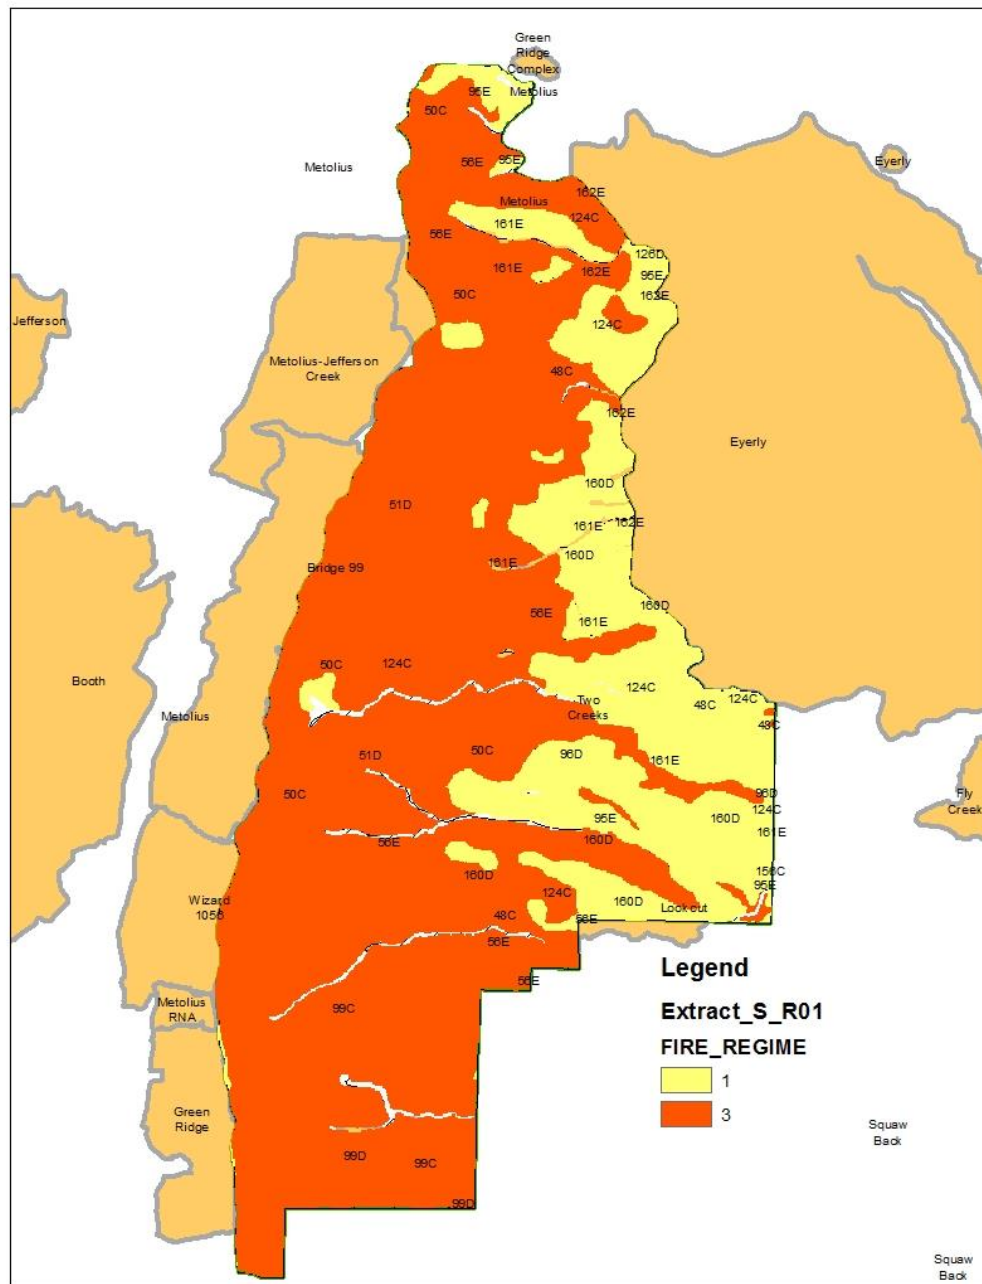 Green
Ridge
Complex
Metolius
95E
50C
Metolius
56E
95E
Eyerly
162E
Metolius
161E
124C
56E
126D
161E
162E
95E
162E
50C
Jefferson
124C
Metolius-Jefferson
Creek
48C
162E
Eyerly
160D
51D
161E
162E
160D
161E
Bridge 99
56E
160D
161E
50C
124C
Booth
124C
48C
124C
Two
Creeks
48C
Metolius
51D
50C
96D
161E
50C
96D
Fly
Creek
124C
160D
95E
161E
56E
160D
160D
156C
95E
124C
Wizard
1056
160D
Lookout
48C
56E
56E
56E
Legend
Metolius
RNA
99C
Extract_S_R01
FIRE_REGIME
1
3
Green
Ridge
Squaw
Back
99D
99C
99D
Squaw
Back